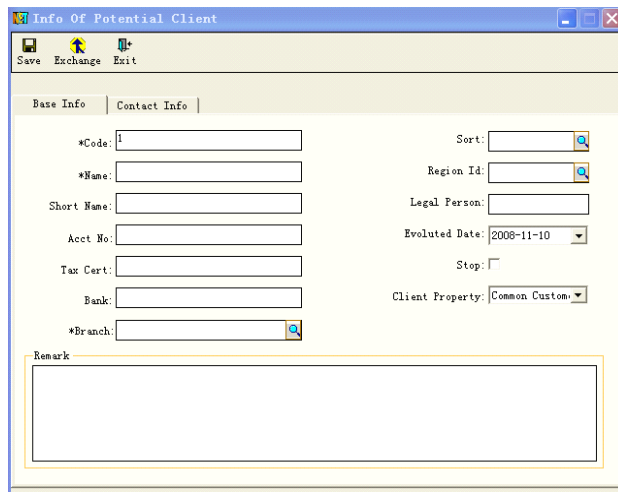 Info Of Potential Client
Save Exchange Exit
Base Info Contact Info
*Code: 1
Sort:
*Name:
Region Id:
Short Name:
Legal Person:
Acct No:
Evoluted Date: 2008-11-10
Tax Cert:
Stop:
Bank:
Client Property: Common Custom
*Branch:
Remark